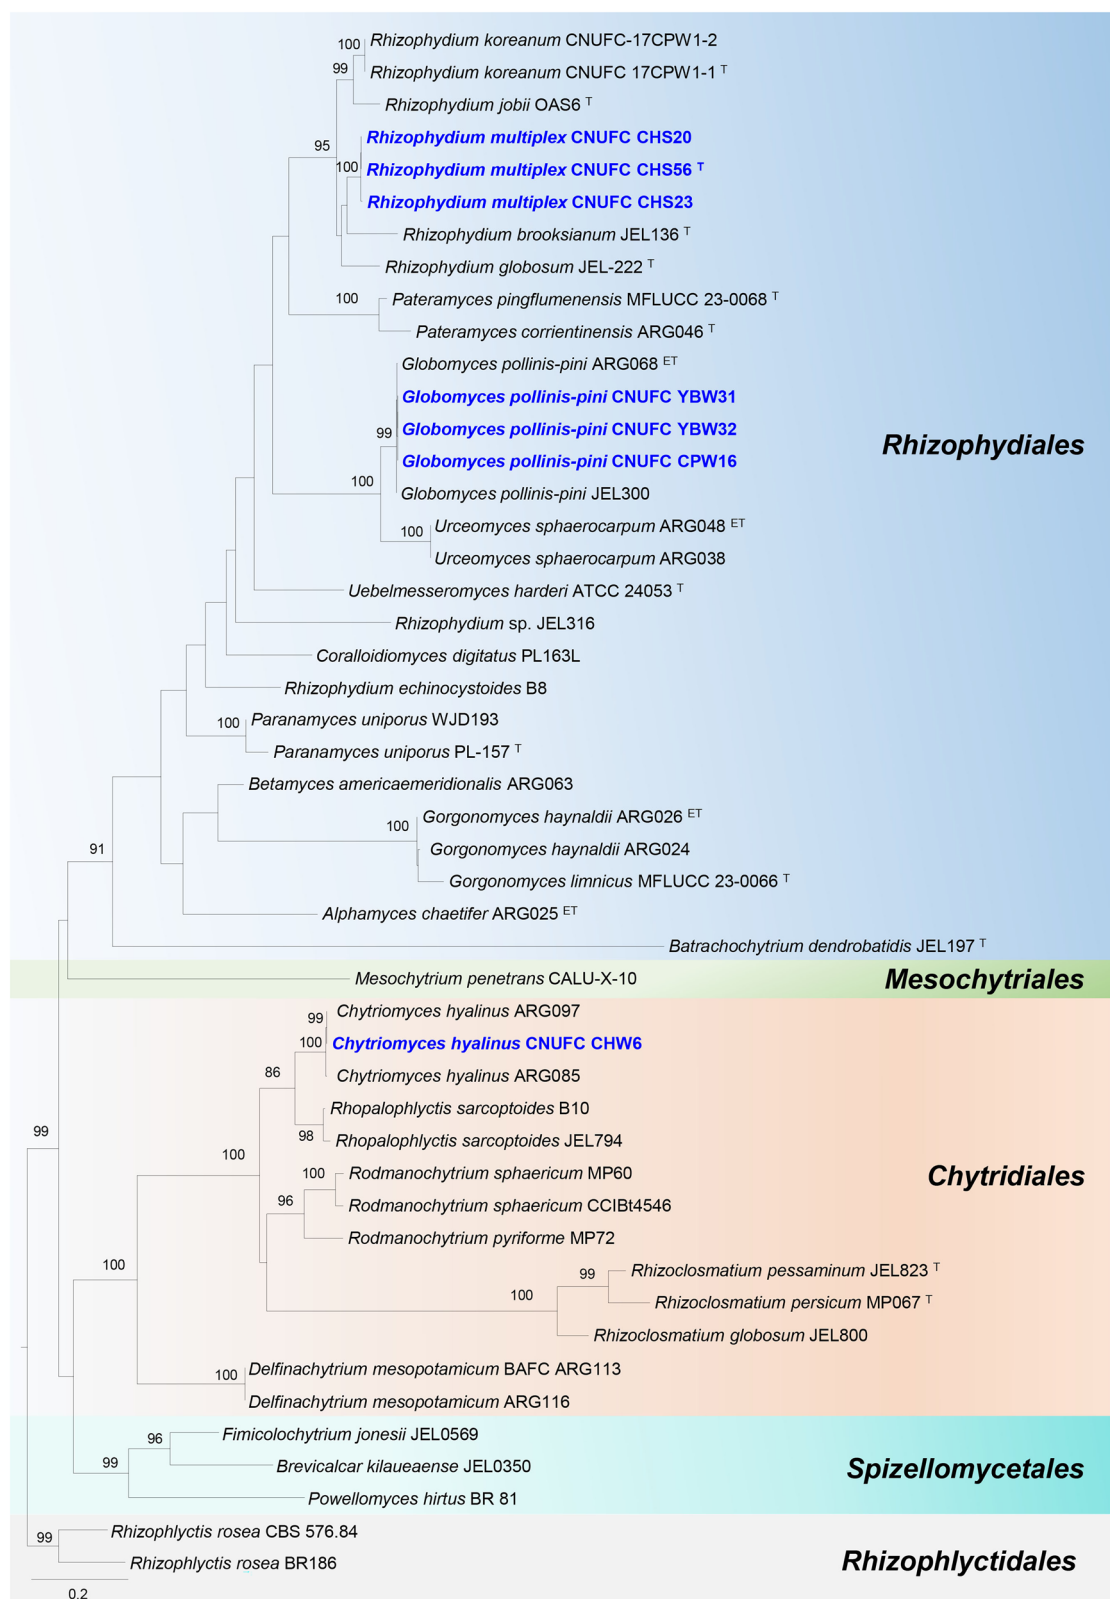 100
Rhizophydium koreanum CNUFC-17CPW1-2
99
Rhizophydium koreanum CNUFC 17CPW1-1 T
Rhizophydium jobii OAS6 T
Rhizophydium multiplex CNUFC CHS20
95
100
Rhizophydium multiplex CNUFC CHS56 T
Rhizophydium multiplex CNUFC CHS23
Rhizophydium brooksianum JEL136 T
Rhizophydium globosum JEL-222 T
100
Pateramyces pingflumenensis MFLUCC 23-0068 T
Pateramyces corrientinensis ARG046 T
Globomyces pollinis-pini ARG068 ET
Globomyces pollinis-pini CNUFC YBW31
99
Globomyces pollinis-pini CNUFC YBW32
Rhizophydiales
Globomyces pollinis-pini CNUFC CPW16
100
Globomyces pollinis-pini JEL300
100
Urceomyces sphaerocarpum ARG048 ET
Urceomyces sphaerocarpum ARG038
Uebelmesseromyces harderi ATCC 24053 T
Rhizophydium sp. JEL316
Coralloidiomyces digitatus PL163L
Rhizophydium echinocystoides B8
100
Paranamyces uniporus WJD193
Paranamyces uniporus PL-157 T
Betamyces americaemeridionalis ARG063
Gorgonomyces haynaldii ARG026 ET
100
Gorgonomyces haynaldii ARG024
91
Gorgonomyces limnicus MFLUCC 23-0066 T
Alphamyces chaetifer ARG025 ET
Batrachochytrium dendrobatidis JEL197 T
Mesochytrium penetrans CALU-X-10
Mesochytriales
Chytriomyces hyalinus ARG097
99
100
Chytriomyces hyalinus CNUFC CHW6
86
Chytriomyces hyalinus ARG085
Rhopalophlyctis sarcoptoides B10
99
98
Rhopalophlyctis sarcoptoides JEL794
100
100
Rodmanochytrium sphaericum MP60
Chytridiales
96
Rodmanochytrium sphaericum CCIBt4546
Rodmanochytrium pyriforme MP72
100
99
Rhizoclosmatium pessaminum JEL823 T
100
Rhizoclosmatium persicum MP067 T
Rhizoclosmatium globosum JEL800
100
Delfinachytrium mesopotamicum BAFC ARG113
Delfinachytrium mesopotamicum ARG116
Fimicolochytrium jonesii JEL0569
96
99
Brevicalcar kilaueaense JEL0350
Spizellomycetales
Powellomyces hirtus BR 81
99
Rhizophlyctis rosea CBS 576.84
Rhizophlyctis rosea BR186
Rhizophlyctidales
0.2